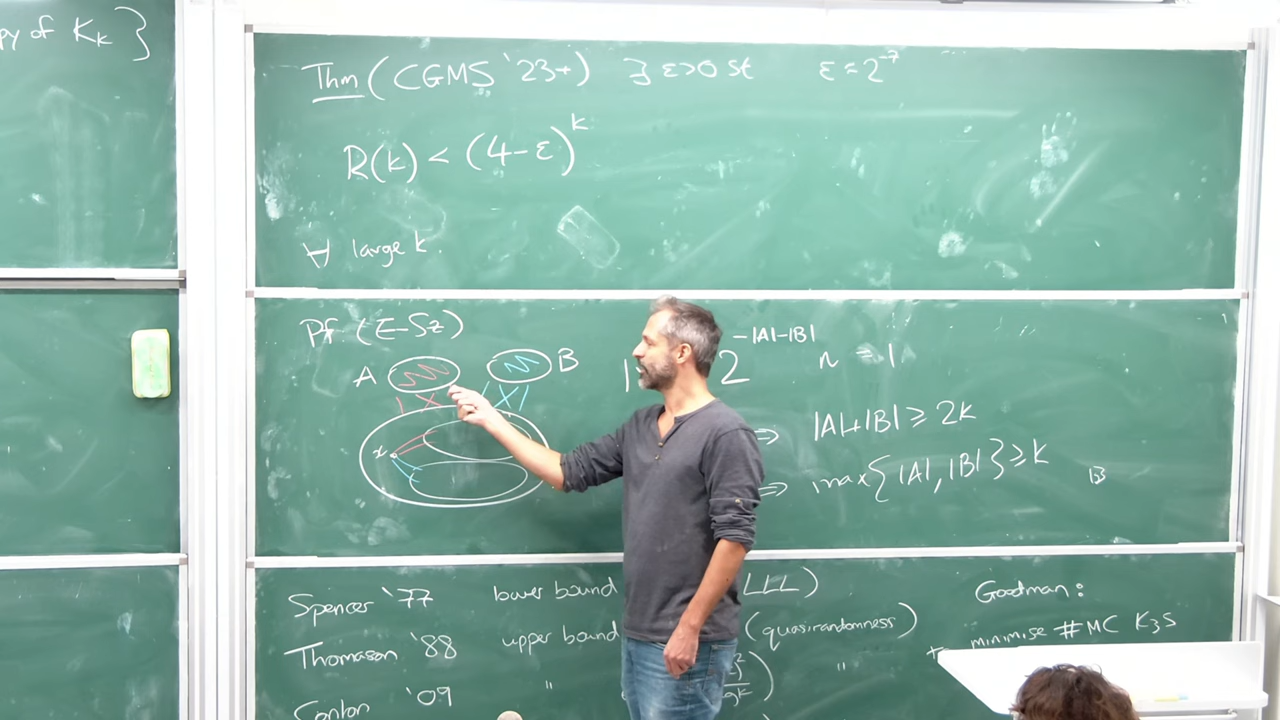 py of K_k }
Thm (CGMS '23+) ∃ ε>0 st ε = 2^{-7}
R(k) < (4-ε)^k
∀ large k.
Pf (E-Sz)
A B
x
2^{-|A|-|B|} n = 1
⇒ |A|+|B| ≥ 2k
⇒ max{|A|, |B|} ≥ k
Spencer '77 lower bound LLL)
Thomason '88 upper bound (quasirandomness)
Conlon '09 " "
Goodman:
minimise #MC K_3s